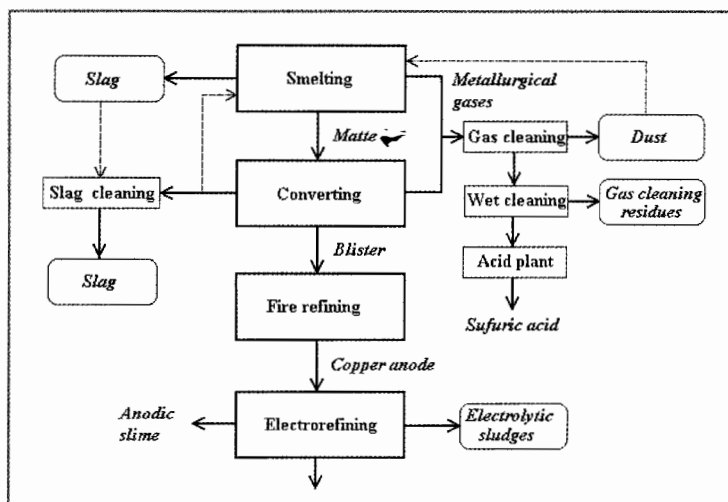 Slag
Smelting
Metallurgical
gases
Matte
Gas cleaning
Dust
Slag cleaning
Converting
Wet cleaning
Gas cleaning
residues
Blister
Slag
Acid plant
Fire refining
Sufuric acid
Copper anode
Anodic
slime
Electrorefining
Electrolytic
sludges